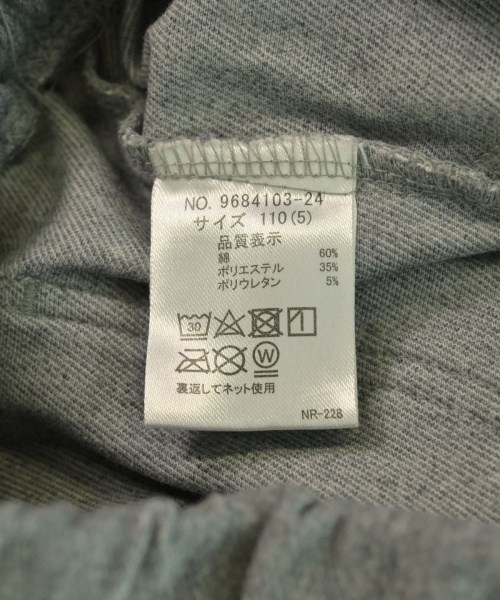 NO. 9684103-24
サイズ 110(5)
品質表示
綿 60%
ポリエステル 35%
ポリウレタン 5%
30
W
裏返してネット使用
NR-228